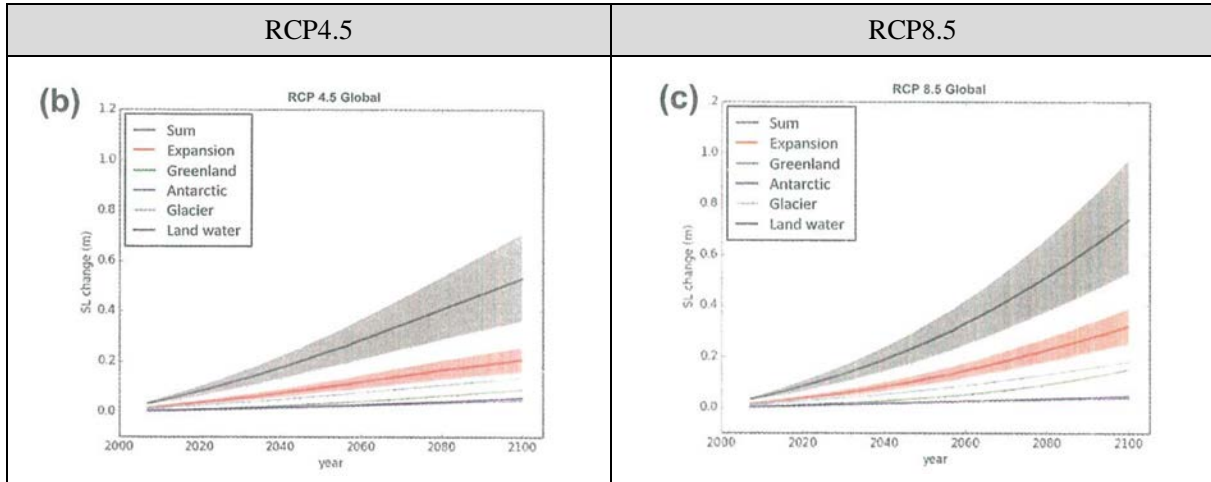 RCP4.5
RCP8.5
(b)
RCP 4.5 Global
1.2
1.0
0.8
0.6
0.4
0.2
0.0
SL change (m)
Sum
Expansion
Greenland
Antarctic
Glacier
Land water
2000
2020
2040
2060
2080
2100
year
(c)
RCP 8.5 Global
.2
1.0
0.8
0.6
0.4
0.2
0.0
SL change (m)
Sum
Expansion
Greenland
Antarctic
Glacier
Land water
2000
2020
2040
2060
2080
2100
year